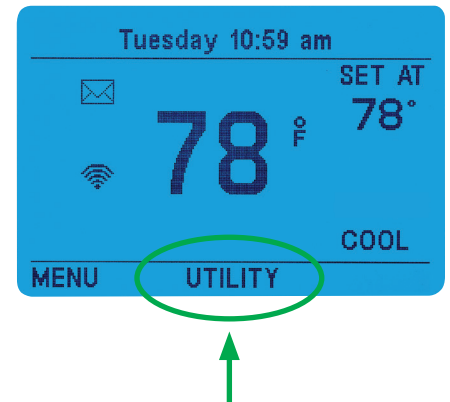 Tuesday 10:59 am
SET AT
78°
78 °F
COOL
MENU UTILITY